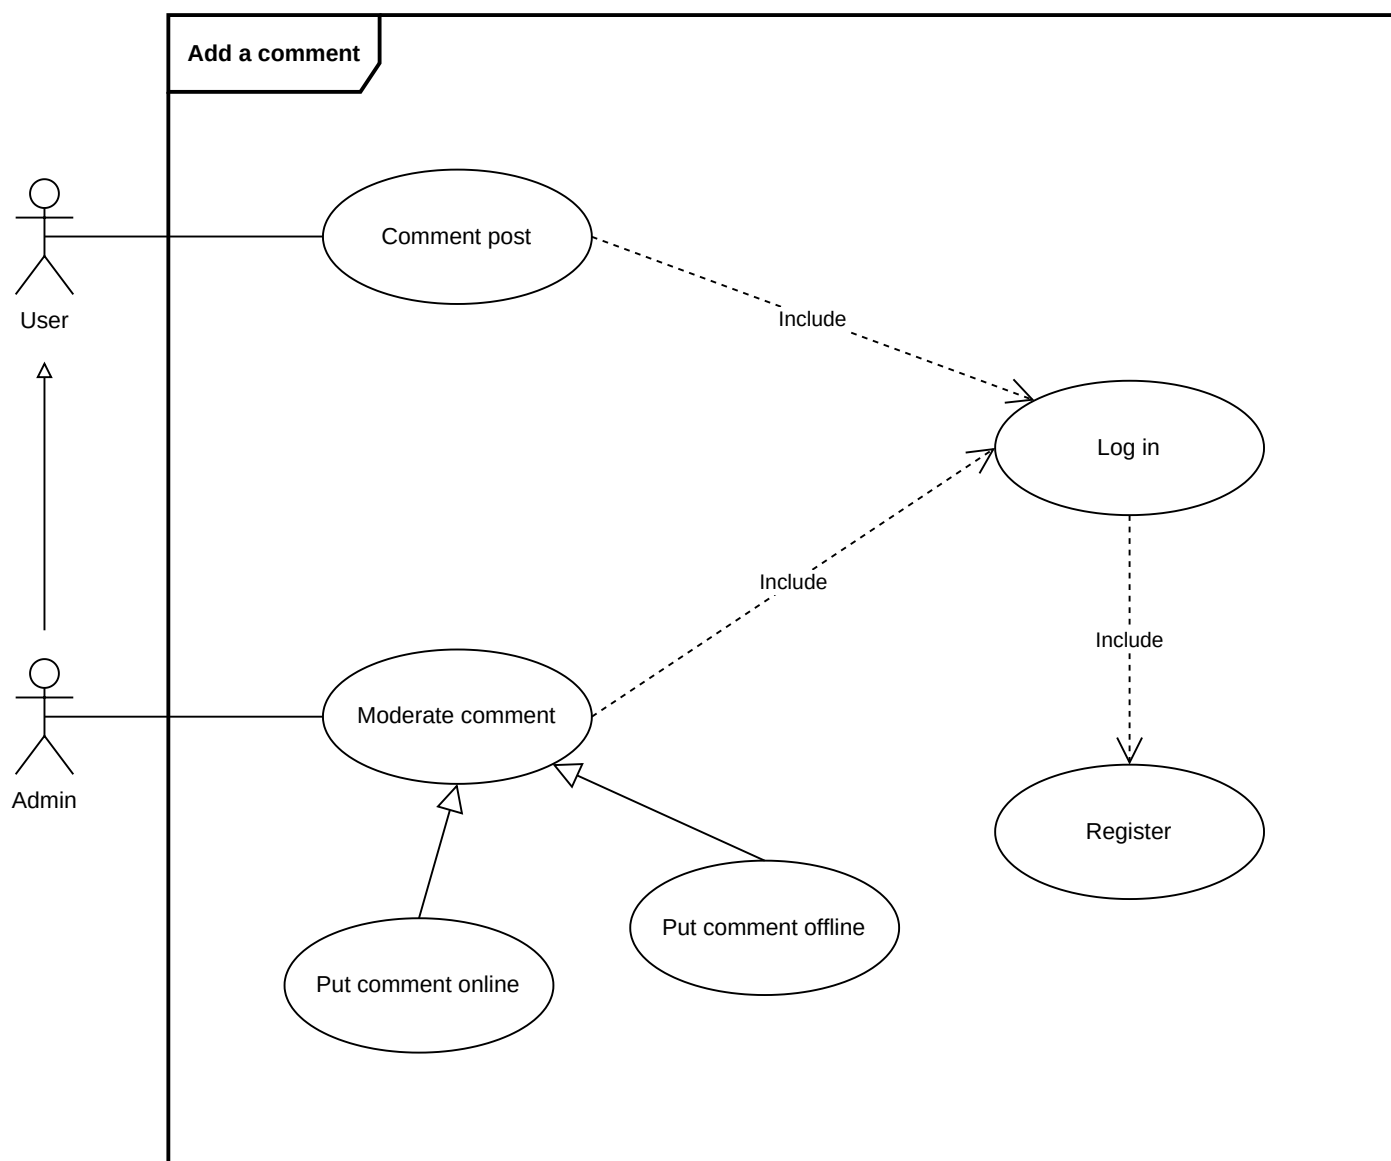 Add a comment
Comment post
User
Include
Log in
Include
Include
Moderate comment
Admin
Register
Put comment offline
Put comment online